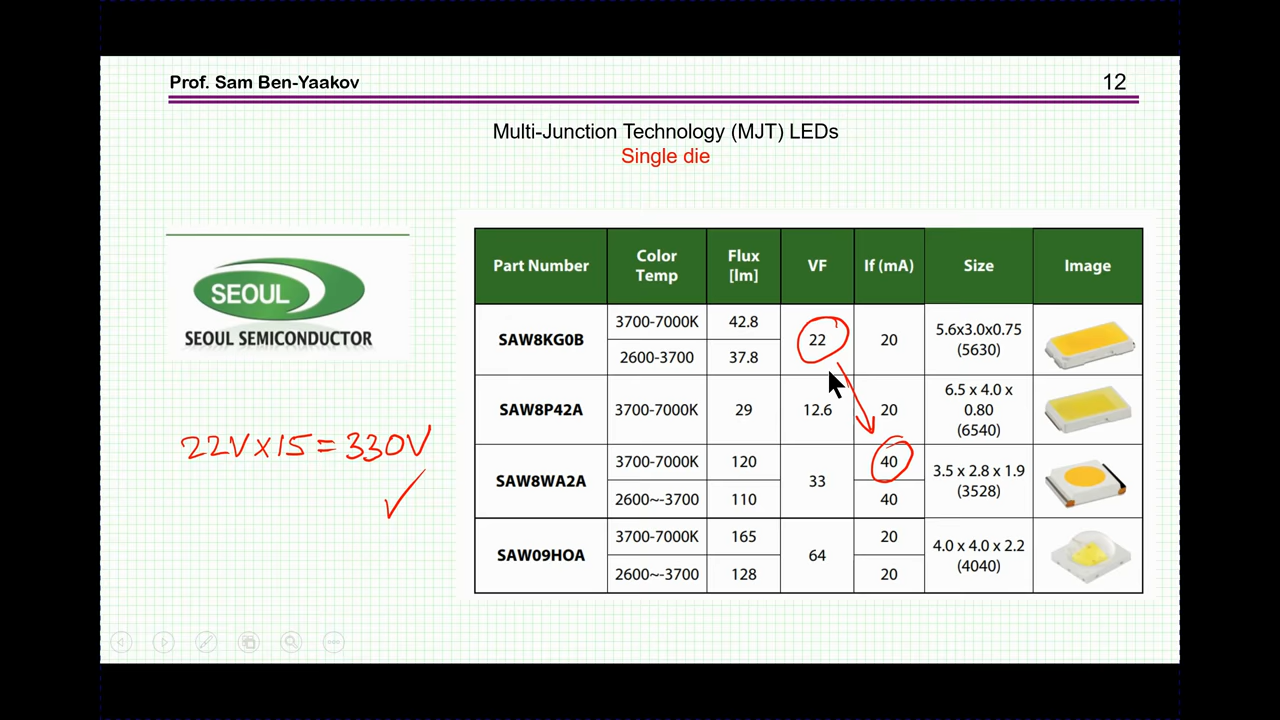 Prof. Sam Ben-Yaakov
12
Multi-Junction Technology (MJT) LEDs
Single die
SEOUL
SEOUL SEMICONDUCTOR
22V x 15 = 330V
Part Number Color Temp Flux [lm] VF If (mA) Size Image
SAW8KG0B 3700-7000K 42.8 22 20 5.6x3.0x0.75 (5630)
2600-3700 37.8
SAW8P42A 3700-7000K 29 12.6 20 6.5 x 4.0 x 0.80 (6540)
SAW8WA2A 3700-7000K 120 33 40 3.5 x 2.8 x 1.9 (3528)
2600~-3700 110 40
SAW09HOA 3700-7000K 165 64 20 4.0 x 4.0 x 2.2 (4040)
2600~-3700 128 20